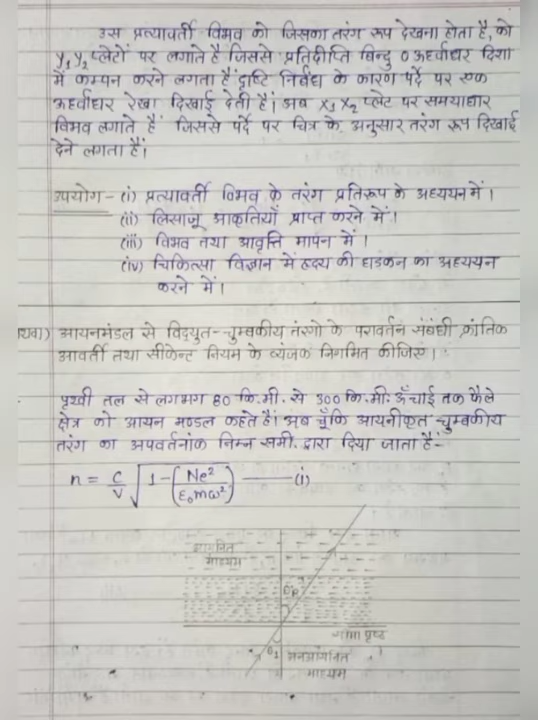 उस प्रत्यावर्ती विभव को जिसका तरंग रूप देखना होता है, को
Y₁ Y₂ प्लेटों पर लगाते है जिससे प्रतिदीप्ति बिन्दु O ऊर्ध्वाधर दिशा
में कम्पन करने लगता है दृष्टि निर्बंध के कारण पर्दे पर एक
ऊर्ध्वाधर रेखा दिखाई देती है। अब X₁ X₂ प्लेट पर समयाधार
विभव लगाते है जिससे पर्दे पर चित्र के अनुसार तरंग रूप दिखाई
देने लगता है।
उपयोग - (i) प्रत्यावर्ती विभव के तरंग प्रतिरूप के अध्ययन में।
(ii) लिसाजू आकृतियाँ प्राप्त करने में।
(iii) विभव तथा आवृत्ति मापन में।
(iv) चिकित्सा विज्ञान में हृदय की धड़कन का अध्ययन
करने में।
आयनमंडल से विद्युत-चुम्बकीय तंरगो के परावर्तन संबंधी क्रांतिक
आवर्ती तथा सीकेन्ट नियम के व्यंजक निगमित कीजिए।
पृथ्वी तल से लगभग 80 कि.मी. से 300 कि.मी. ऊँचाई तक फैले
क्षेत्र को आयन मण्डल कहते है। अब चूँकि आयनीकृत चुम्बकीय
तरंग का अपवर्तनांक निम्न समी. द्वारा दिया जाता है-
n = c/v √(1 - (Ne²/ε₀mω²)) —— (i)
माध्यम
θr
पृष्ठ
θ₁
माध्यम